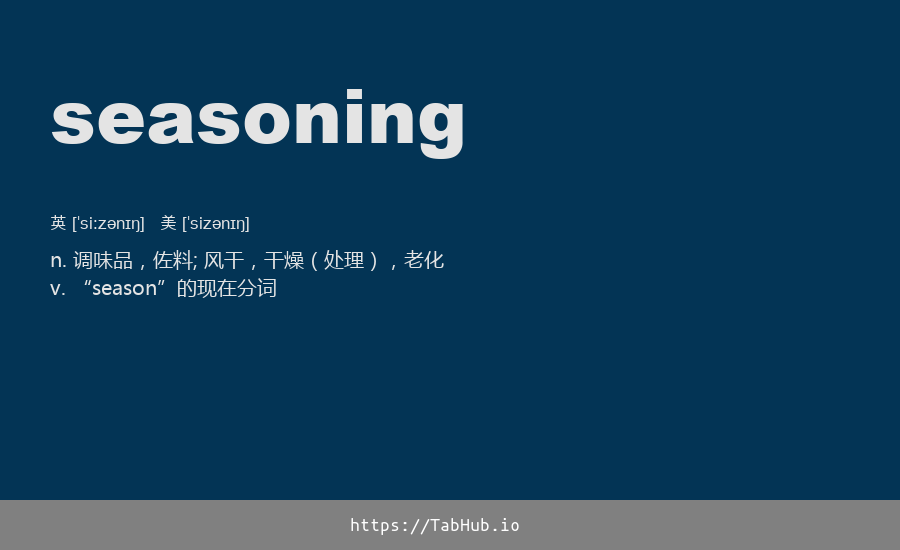 seasoning
英 [ˈsiːzənɪŋ]   美 [ˈsizənɪŋ]
n. 调味品，佐料; 风干，干燥（处理），老化
v. “season”的现在分词
https://TabHub.io